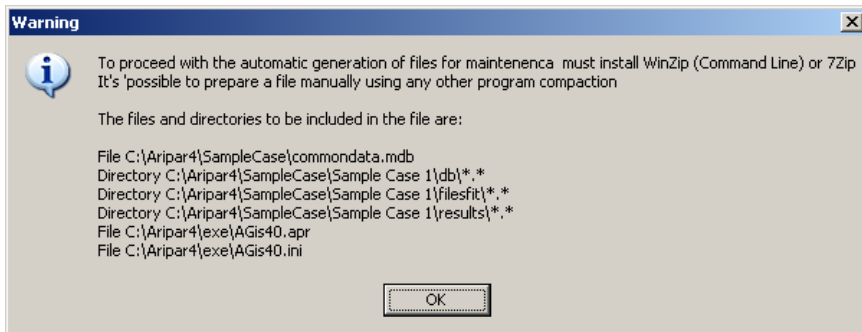 Warning
To proceed with the automatic generation of files for maintenenca must install WinZip (Command Line) or 7Zip
It's 'possible to prepare a file manually using any other program compaction
The files and directories to be included in the file are:
File C:\Aripar4\SampleCase\commondata.mdb
Directory C:\Aripar4\SampleCase\Sample Case 1\db\*.*
Directory C:\Aripar4\SampleCase\Sample Case 1\filesfit\*.*
Directory C:\Aripar4\SampleCase\Sample Case 1\results\*.*
File C:\Aripar4\exe\AGis40.apr
File C:\Aripar4\exe\AGis40.ini
OK